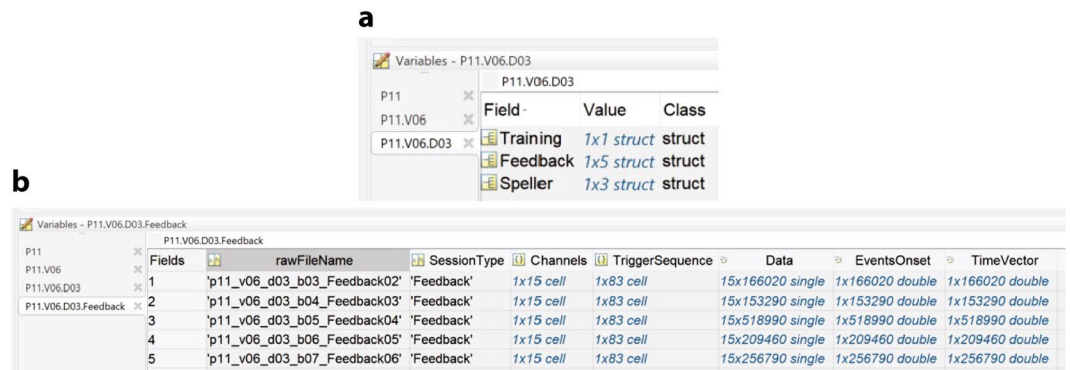 a
Variables - P11.V06.D03
P11.V06.D03
P11
P11.V06
P11.V06.D03
Field Value Class
Training 1x1 struct struct
Feedback 1x5 struct struct
Speller 1x3 struct struct
b
Variables - P11.V06.D03.Feedback
P11.V06.D03.Feedback
P11
P11.V06
P11.V06.D03
P11.V06.D03.Feedback
Fields rawFileName SessionType Channels TriggerSequence Data EventsOnset TimeVector
1 'p11_v06_d03_b03_Feedback02' 'Feedback' 1x15 cell 1x83 cell 15x166020 single 1x166020 double 1x166020 double
2 'p11_v06_d03_b04_Feedback03' 'Feedback' 1x15 cell 1x83 cell 15x153290 single 1x153290 double 1x153290 double
3 'p11_v06_d03_b05_Feedback04' 'Feedback' 1x15 cell 1x83 cell 15x518990 single 1x518990 double 1x518990 double
4 'p11_v06_d03_b06_Feedback05' 'Feedback' 1x15 cell 1x83 cell 15x209460 single 1x209460 double 1x209460 double
5 'p11_v06_d03_b07_Feedback06' 'Feedback' 1x15 cell 1x83 cell 15x256790 single 1x256790 double 1x256790 double